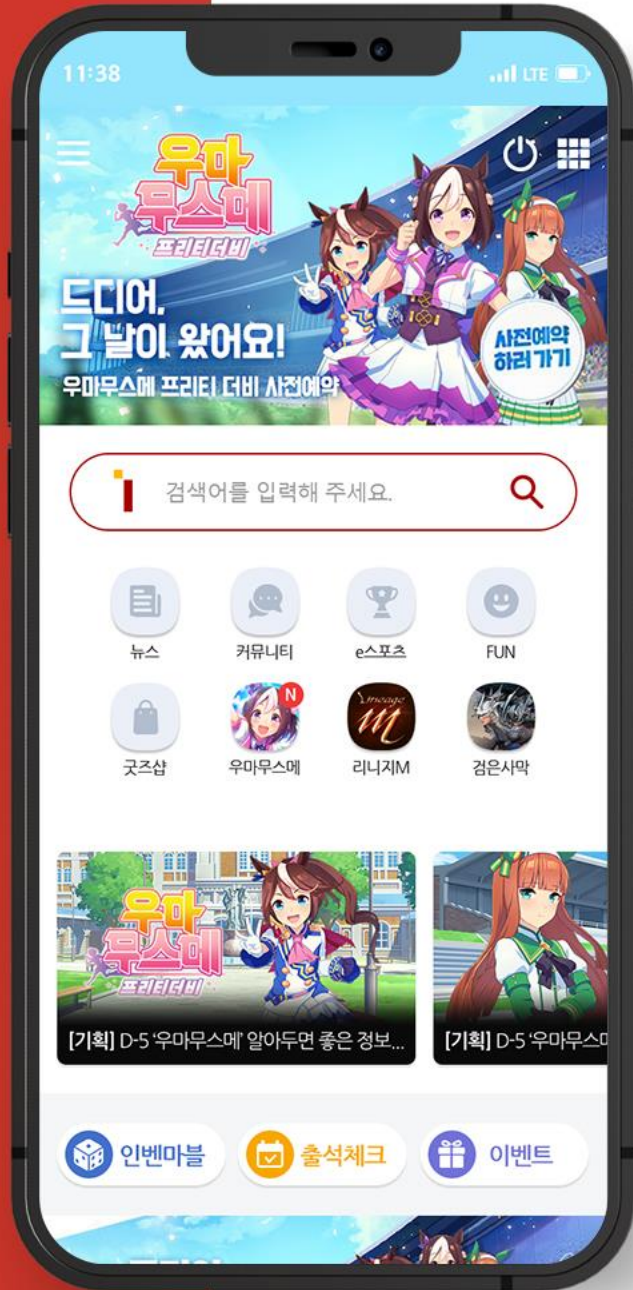 11:38
LTE
우마
무스메
프리티더비
드디어,
그 날이 왔어요!
우마무스메 프리티 더비 사전예약
사전예약
하러 가기
검색어를 입력해 주세요.
뉴스
커뮤니티
e스포츠
FUN
N
Lineage
m
굿즈샵
우마무스메
리니지M
검은사막
우마
무스메
프리티더비
[기획] D-5 ‘우마무스메’ 알아두면 좋은 정보...
[기획] D-5 ‘우마무스
인벤마블
출석체크
이벤트